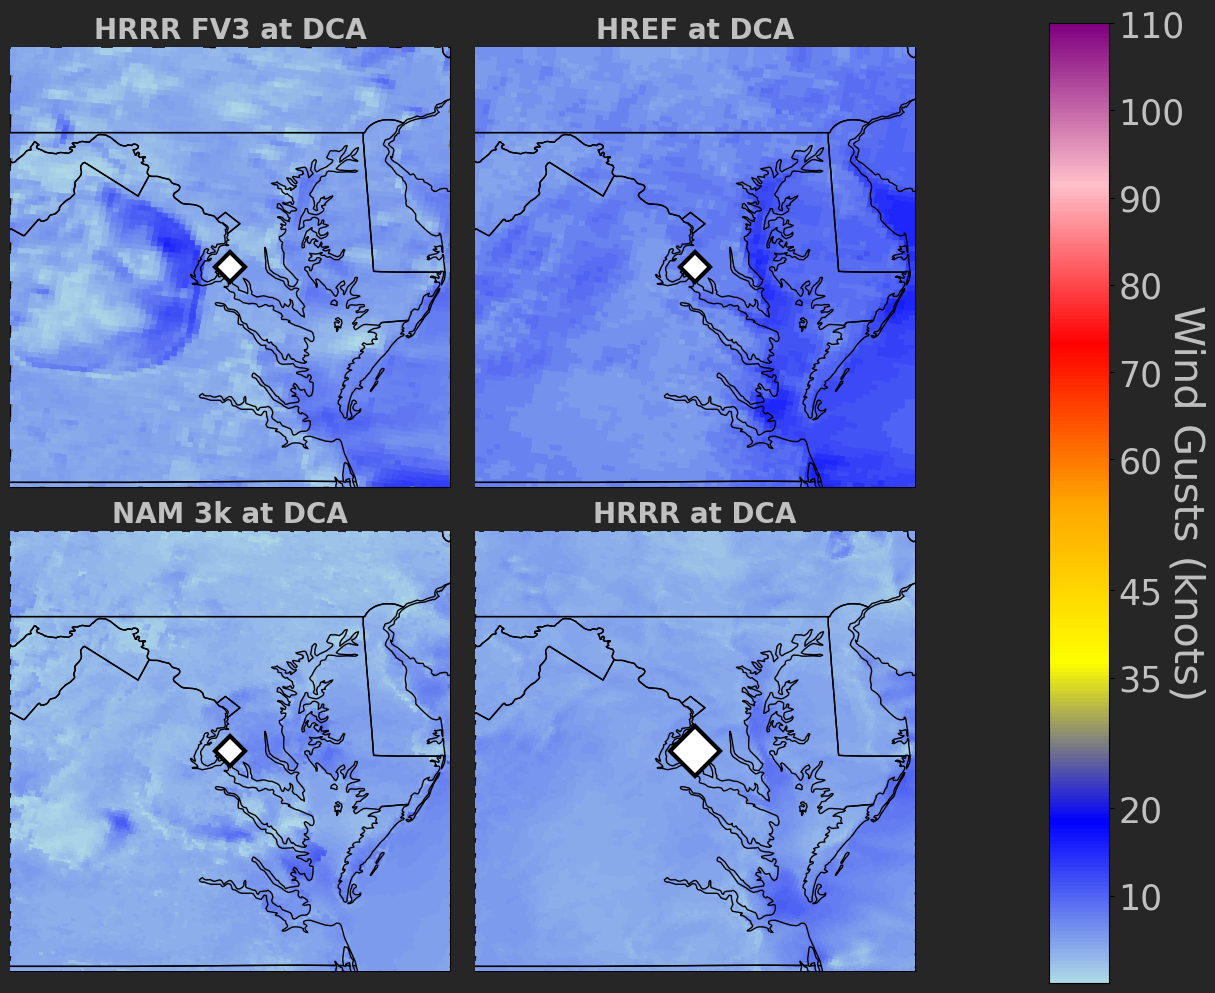 HRRR FV3 at DCA
HREF at DCA
NAM 3k at DCA
HRRR at DCA
110
100
90
80
70
60
45
35
20
10
Wind Gusts (knots)